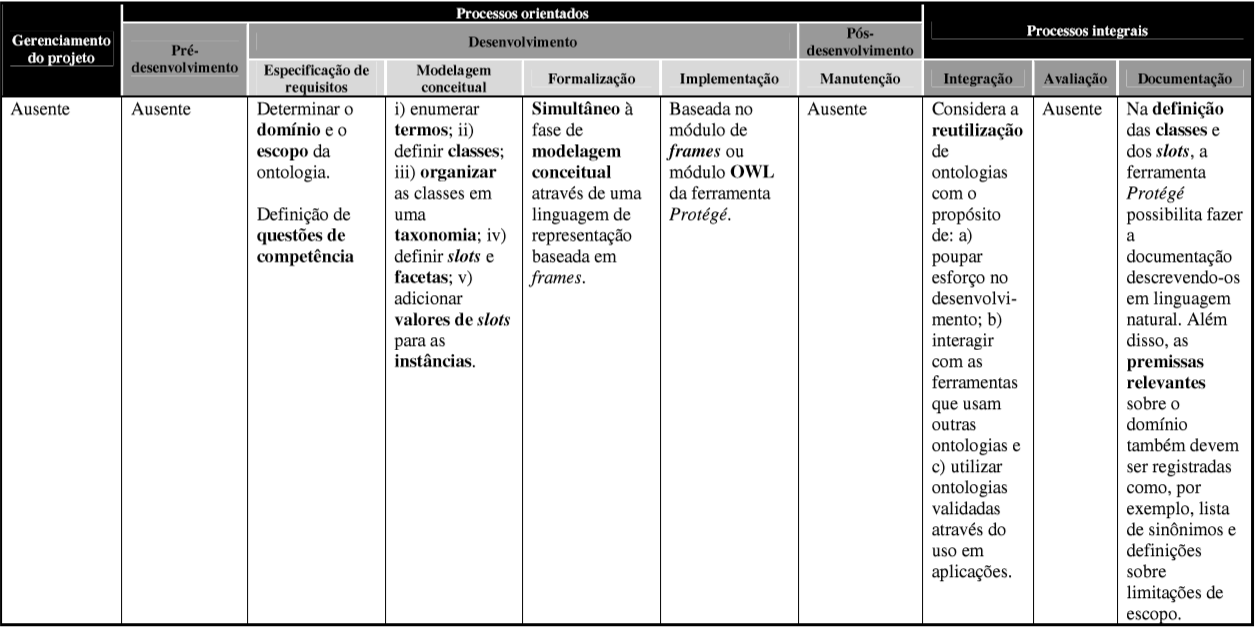 Gerenciamento
do projeto
Processos orientados
Processos integrais
Pré-
desenvolvimento
Desenvolvimento
Pós-
desenvolvimento
Especificação de
requisitos
Modelagem
conceitual
Formalização
Implementação
Manutenção
Integração
Avaliação
Documentação
Ausente
Ausente
Determinar o
domínio e o
escopo da
ontologia.
Definição de
questões de
competência
i) enumerar
termos; ii)
definir classes;
iii) organizar
as classes em
uma
taxonomia; iv)
definir slots e
facetas; v)
adicionar
valores de slots
para as
instâncias.
Simultâneo à
fase de
modelagem
conceitual
através de uma
linguagem de
representação
baseada em
frames.
Baseada no
módulo de
frames ou
módulo OWL
da ferramenta
Protégé.
Ausente
Considera a
reutilização
de
ontologias
com o
propósito
de: a)
poupar
esforço no
desenvolvi-
mento; b)
interagir
com as
ferramentas
que usam
outras
ontologias e
c) utilizar
ontologias
validadas
através do
uso em
aplicações.
Ausente
Na definição
das classes e
dos slots, a
ferramenta
Protégé
possibilita fazer
a
documentação
descrevendo-os
em linguagem
natural. Além
disso, as
premissas
relevantes
sobre o
domínio
também devem
ser registradas
como, por
exemplo, lista
de sinônimos e
definições
sobre
limitações de
escopo.